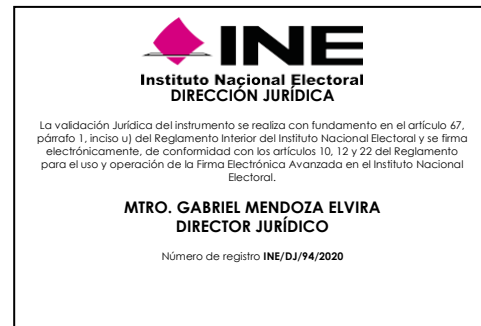 INE
Instituto Nacional Electoral
DIRECCIÓN JURÍDICA
La validación Jurídica del instrumento se realiza con fundamento en el artículo 67,
párrafo 1, inciso u) del Reglamento Interior del Instituto Nacional Electoral y se firma
electrónicamente, de conformidad con los artículos 10, 12 y 22 del Reglamento
para el uso y operación de la Firma Electrónica Avanzada en el Instituto Nacional
Electoral.
MTRO. GABRIEL MENDOZA ELVIRA
DIRECTOR JURÍDICO
Número de registro INE/DJ/94/2020